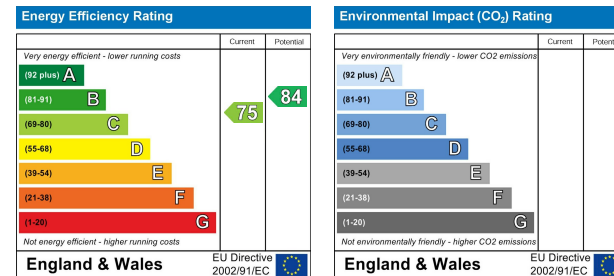 Energy Efficiency Rating
Current Potential
Very energy efficient - lower running costs
(92 plus) A
(81-91) B
(69-80) C
(55-68) D
(39-54) E
(21-38) F
(1-20) G
75
84
Not energy efficient - higher running costs
England & Wales
EU Directive
2002/91/EC
Environmental Impact (CO₂) Rating
Current Potent
Very environmentally friendly - lower CO2 emissions
(92 plus) A
(81-91) B
(69-80) C
(55-68) D
(39-54) E
(21-38) F
(1-20) G
Not environmentally friendly - higher CO2 emissions
England & Wales
EU Directive
2002/91/EC